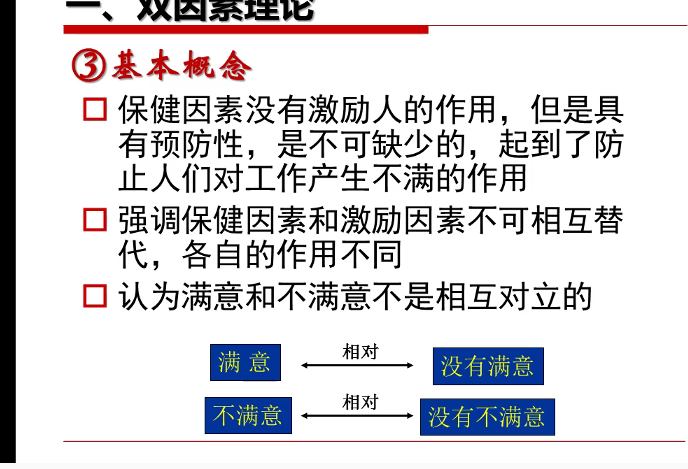 一、双因素理论
③基本概念
保健因素没有激励人的作用，但是具
有预防性，是不可缺少的，起到了防
止人们对工作产生不满的作用
强调保健因素和激励因素不可相互替
代，各自的作用不同
认为满意和不满意不是相互对立的
满 意 相对 没有满意
不满意 相对 没有不满意